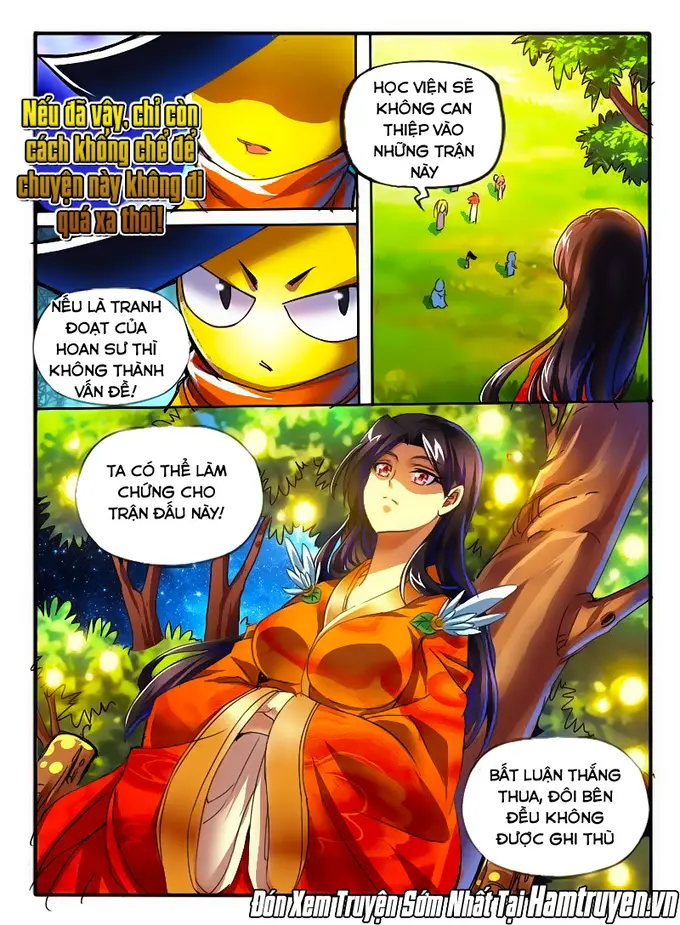 Nếu đã vậy, chỉ còn
cách khống chế để
chuyện này không đi
quá xa thôi!
HỌC VIỆN SẼ
KHÔNG CAN
THIỆP VÀO
NHỮNG TRẬN
NÀY
NẾU LÀ TRANH
ĐOẠT CỦA
HOAN SƯ THÌ
KHÔNG THÀNH
VẤN ĐỀ!
TA CÓ THỂ LÀM
CHỨNG CHO
TRẬN ĐẤU NÀY!
BẤT LUẬN THẮNG
THUA, ĐÔI BÊN
ĐỀU KHÔNG
ĐƯỢC GHI THÙ
Đón Xem Truyện Sớm Nhất Tại Hamtruyen.vn